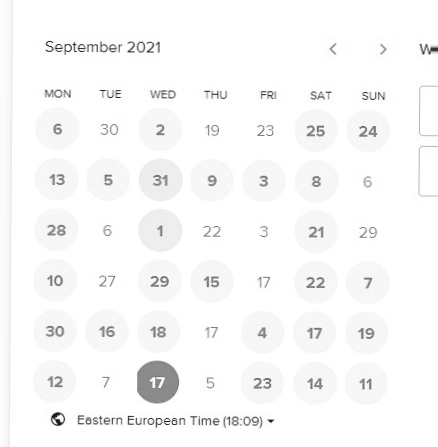 September 2021
MON TUE WED THU FRI SAT SUN
6 30 2 19 23 25 24
13 5 31 9 3 8 6
28 6 1 22 3 21 29
10 27 29 15 17 22 7
30 16 18 17 4 17 19
12 7 17 5 23 14 11
Eastern European Time (18:09)